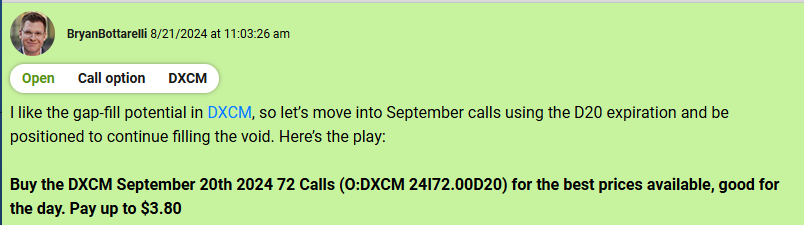 BryanBottarelli 8/21/2024 at 11:03:26 am
Open Call option DXCM
I like the gap-fill potential in DXCM, so let’s move into September calls using the D20 expiration and be
positioned to continue filling the void. Here’s the play:
Buy the DXCM September 20th 2024 72 Calls (O:DXCM 24I72.00D20) for the best prices available, good for
the day. Pay up to $3.80